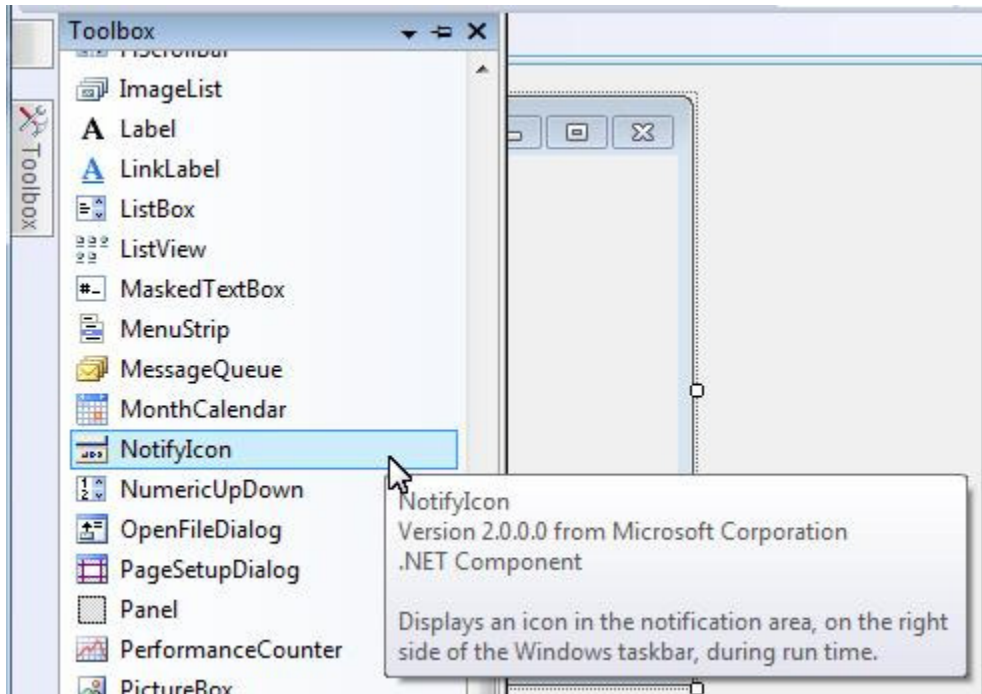 Toolbox
HScrollBar
ImageList
A Label
A LinkLabel
ListBox
ListView
#_ MaskedTextBox
MenuStrip
MessageQueue
MonthCalendar
NotifyIcon
NumericUpDown
OpenFileDialog
PageSetupDialog
Panel
PerformanceCounter
PictureBox
Toolbox
NotifyIcon
Version 2.0.0.0 from Microsoft Corporation
.NET Component
Displays an icon in the notification area, on the right
side of the Windows taskbar, during run time.